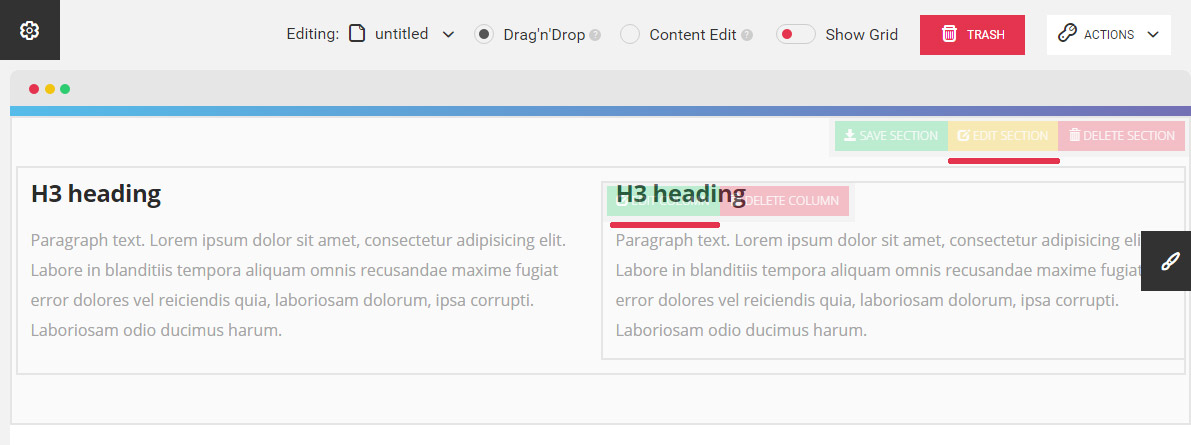 Editing: untitled Drag'n'Drop ? Content Edit ? Show Grid TRASH ACTIONS
SAVE SECTION EDIT SECTION DELETE SECTION
H3 heading
Paragraph text. Lorem ipsum dolor sit amet, consectetur adipisicing elit.
Labore in blanditiis tempora aliquam omnis recusandae maxime fugiat
error dolores vel reiciendis quia, laboriosam dolorum, ipsa corrupti.
Laboriosam odio ducimus harum.
H3 heading
DELETE COLUMN
Paragraph text. Lorem ipsum dolor sit amet, consectetur adipisicing
Labore in blanditiis tempora aliquam omnis recusandae maxime fugiat
error dolores vel reiciendis quia, laboriosam dolorum, ipsa corrupti.
Laboriosam odio ducimus harum.